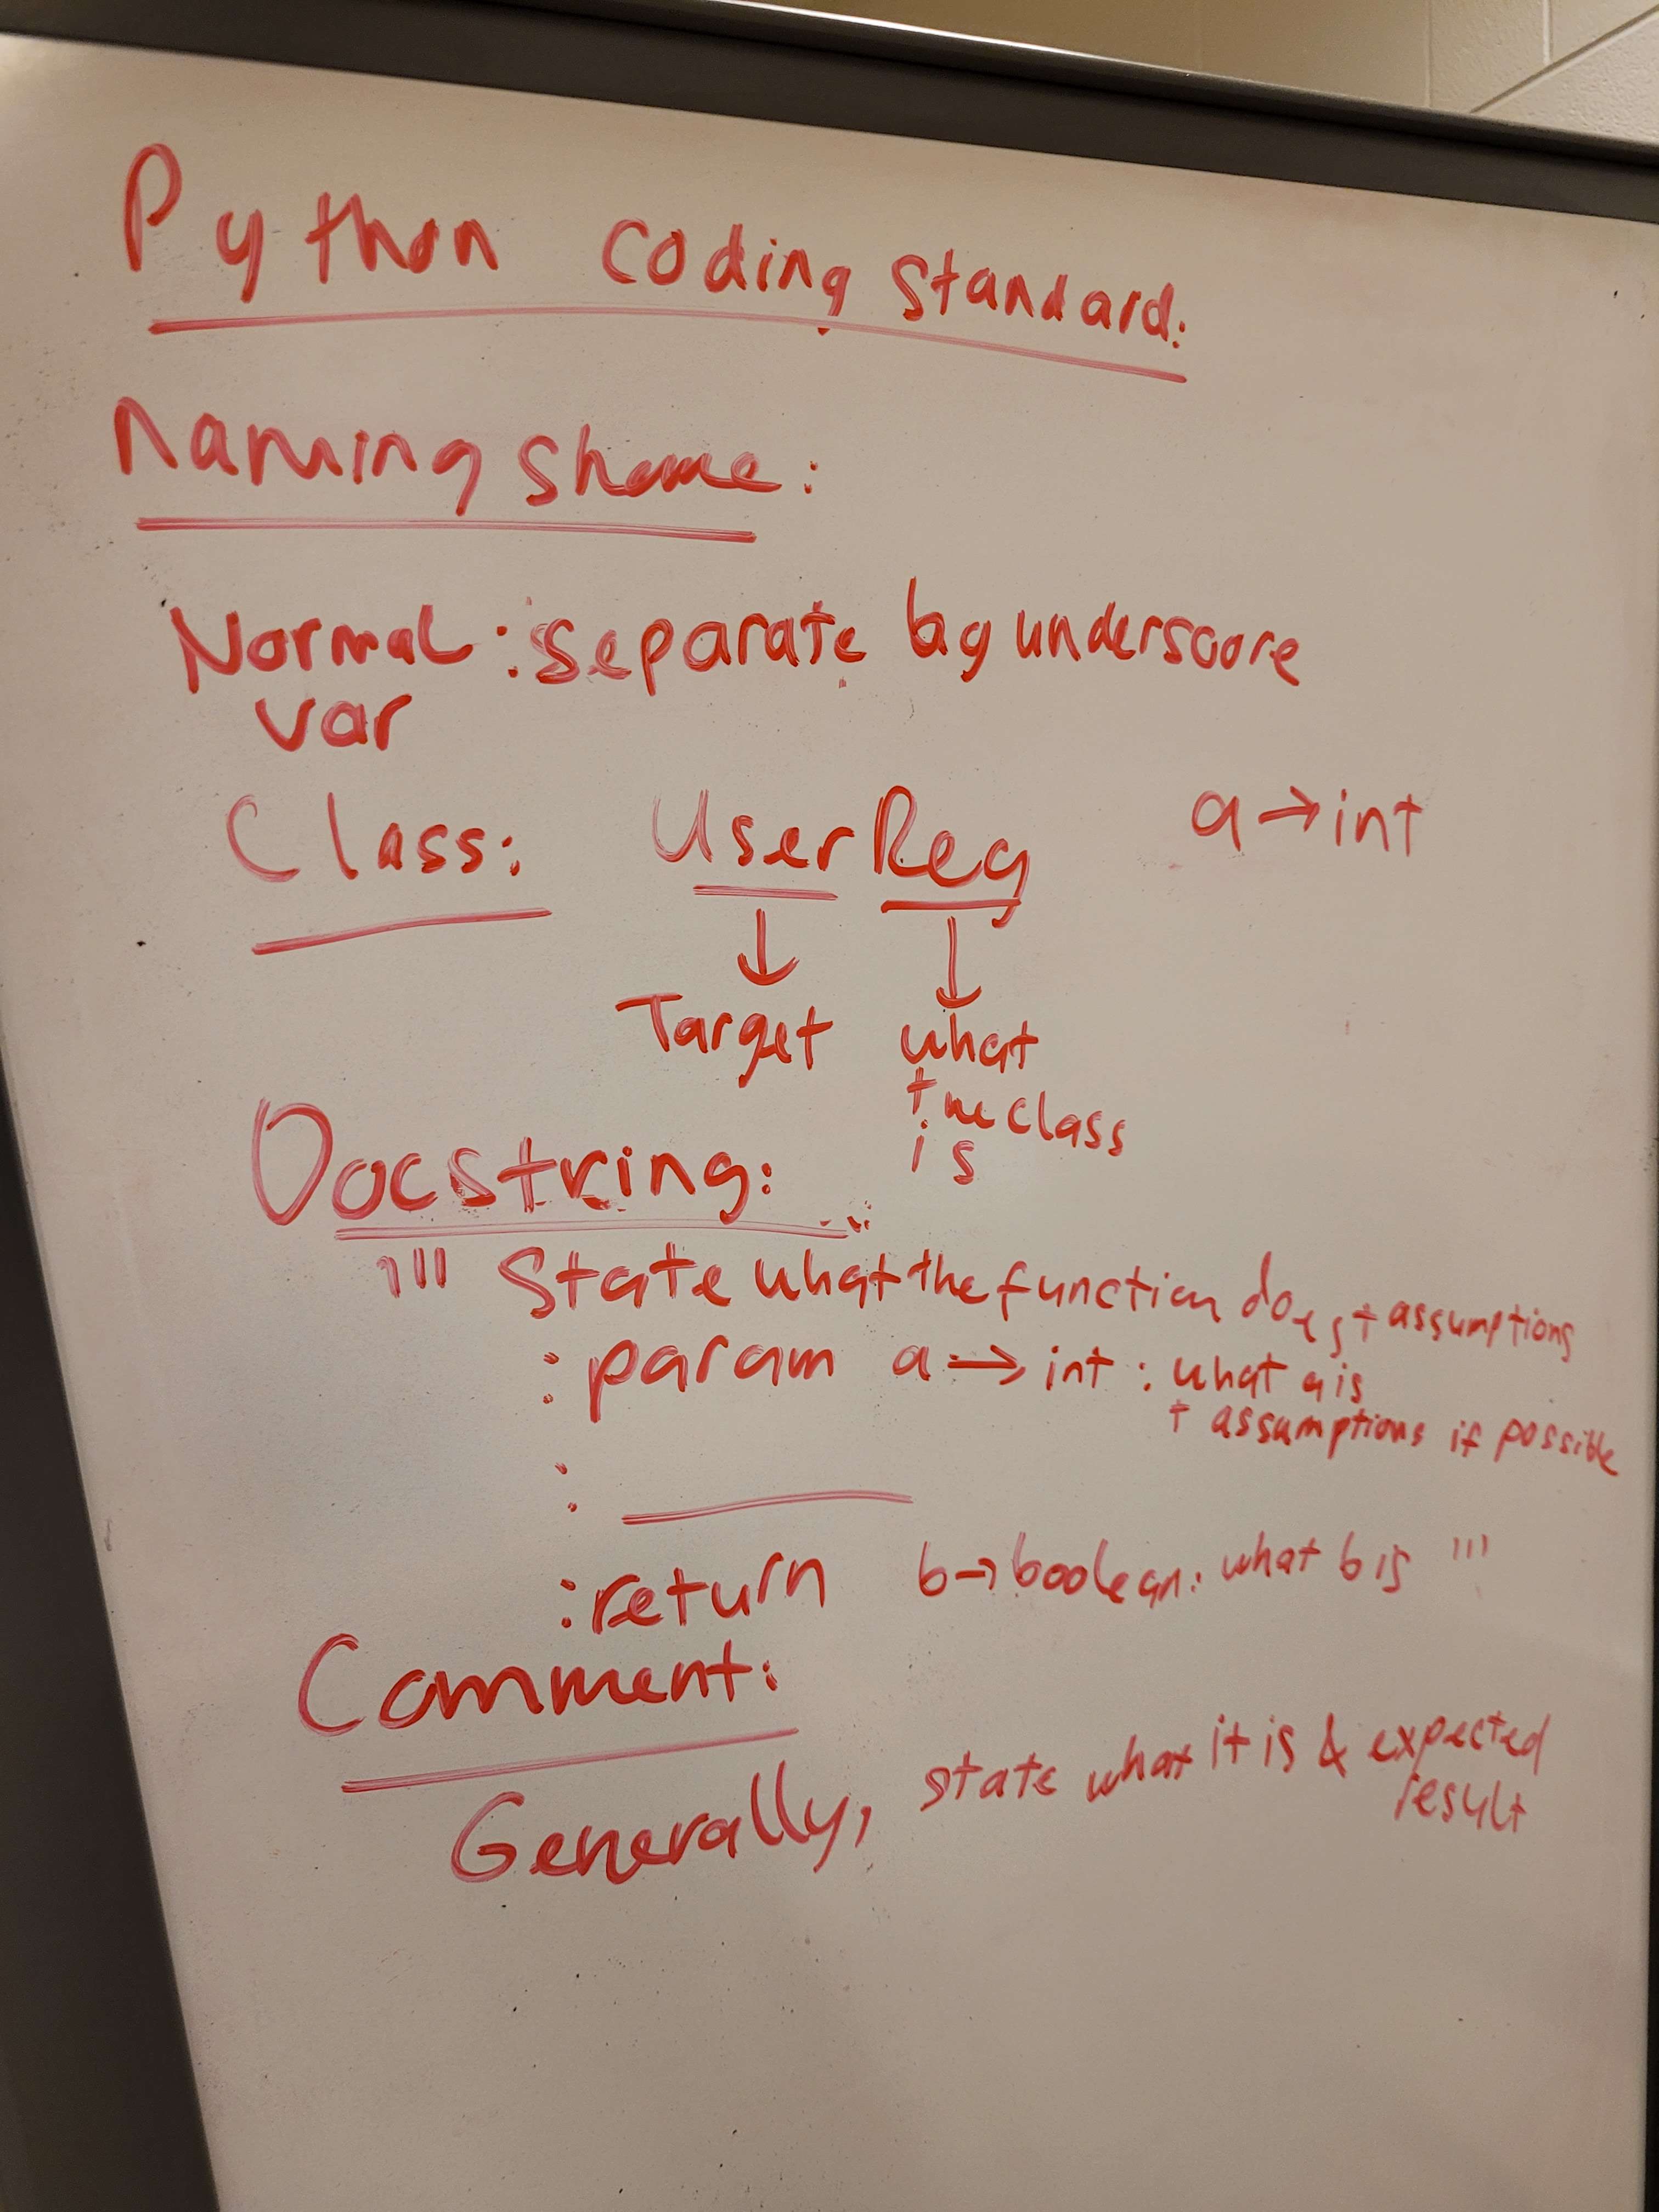 Python coding standard:
Naming Sheme:
Normal : separate by underscore
var
Class: UserReg a → int
Target what
the class
is
Docstring:
''' State what the function does + assumptions
: param a → int : what a is
+ assumptions if possible
: 
:return b → boolean: what b is '''
Comment:
Generally, state what it is & expected
result